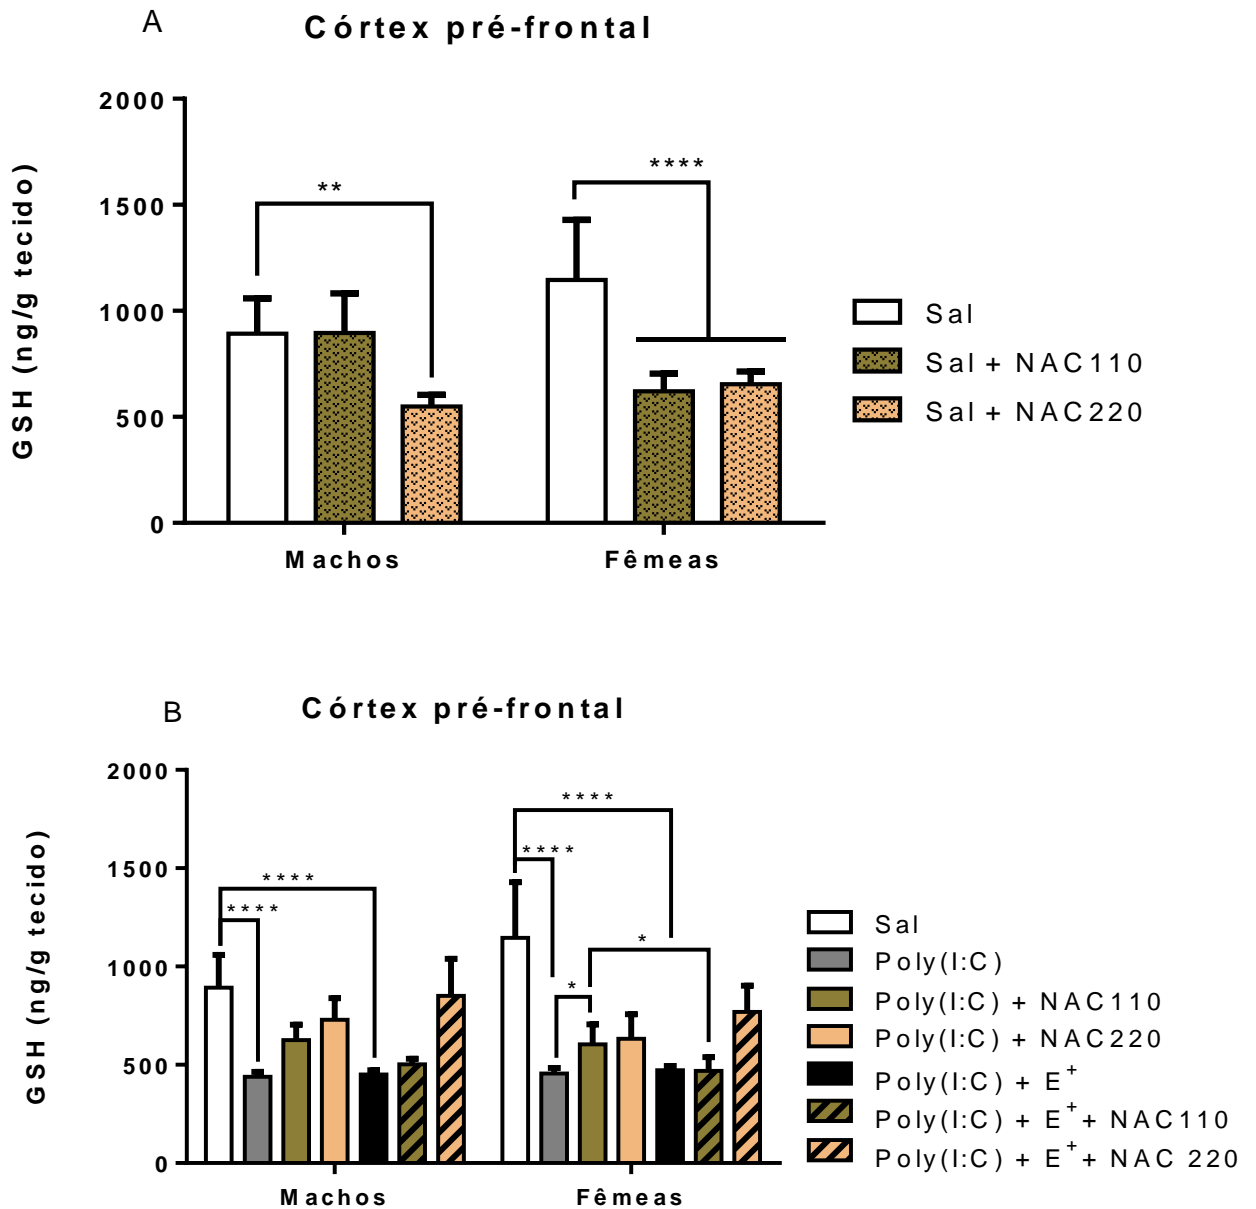 A
Córtex pré-frontal
GSH (ng/g tecido)
2000
1500
1000
500
0
**
****
Machos
Fêmeas
Sal
Sal + NAC110
Sal + NAC220
B
Córtex pré-frontal
GSH (ng/g tecido)
2000
1500
1000
500
0
****
****
****
****
*
*
Machos
Fêmeas
Sal
Poly(I:C)
Poly(I:C) + NAC110
Poly(I:C) + NAC220
Poly(I:C) + E+
Poly(I:C) + E+ + NAC110
Poly(I:C) + E+ + NAC 220